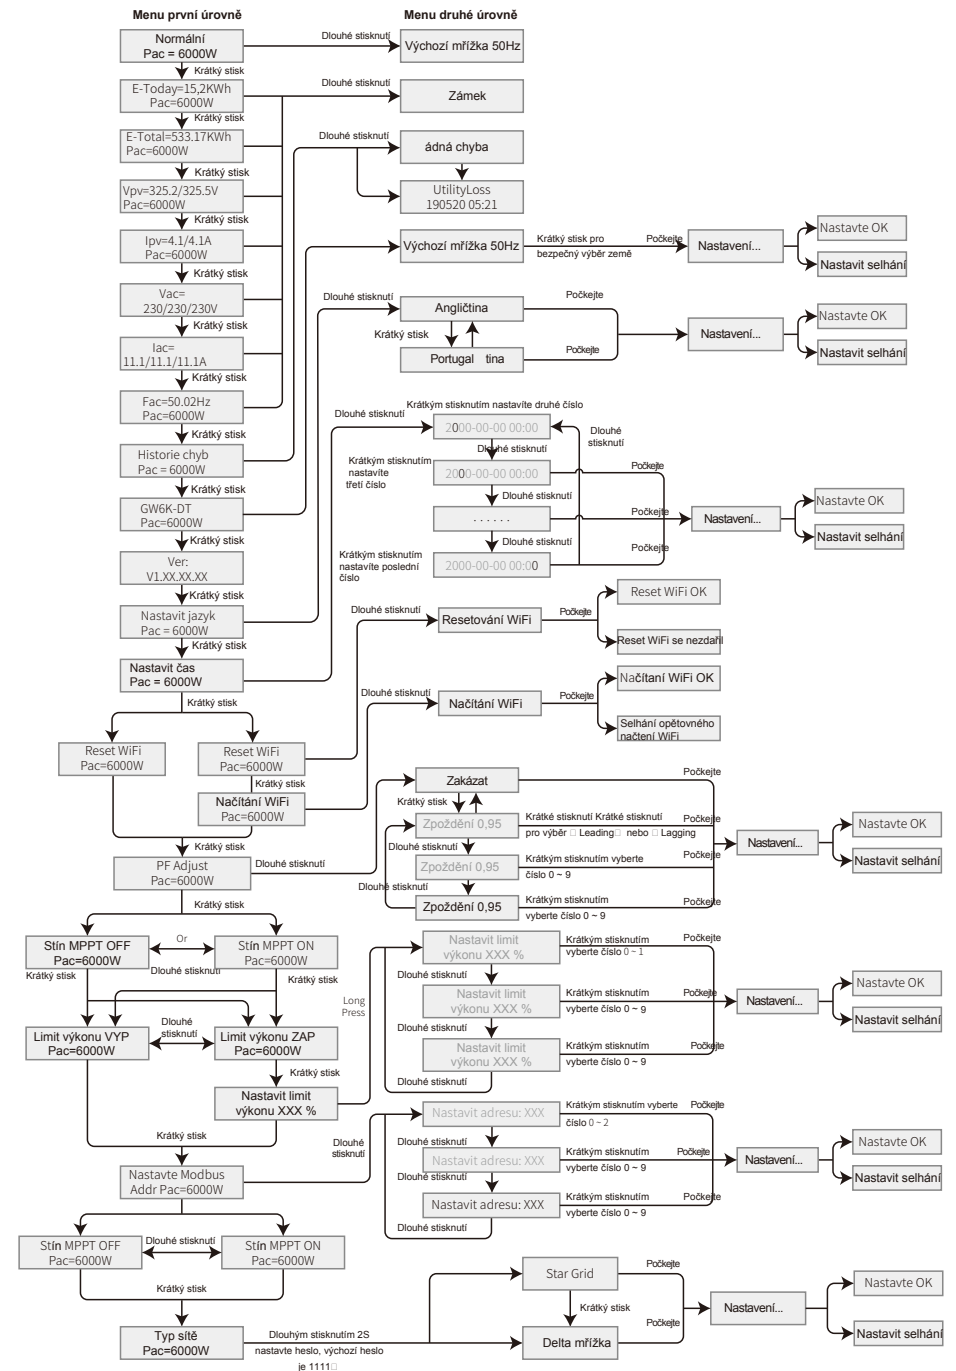 Menu první úrovně
Menu druhé úrovně
Normální
Pac = 6000W
Dlouhé stisknutí
Výchozí mřížka 50Hz
Krátký stisk
E-Today=15,2KWh
Pac=6000W
Dlouhé stisknutí
Zámek
Krátký stisk
E-Total=533.17KWh
Pac=6000W
Dlouhé stisknutí
ádná chyba
Krátký stisk
Vpv=325.2/325.5V
Pac=6000W
UtilityLoss
190520 05:21
Krátký stisk
Ipv=4.1/4.1A
Pac=6000W
Dlouhé stisknutí
Výchozí mřížka 50Hz
Krátký stisk pro
bezpečný výběr země
Počkejte
Nastavení...
Nastavte OK
Nastavit selhání
Krátký stisk
Vac=
230/230/230V
Dlouhé stisknutí
Angličtina
Počkejte
Krátký stisk
Portugal tina
Počkejte
Nastavení...
Nastavte OK
Nastavit selhání
Krátký stisk
Iac=
11.1/11.1/11.1A
Krátký stisk
Fac=50.02Hz
Pac=6000W
Krátký stisk
Historie chyb
Pac = 6000W
Krátký stisk
GW6K-DT
Pac=6000W
Krátký stisk
Ver:
V1.XX.XX.XX
Krátký stisk
Nastavit jazyk
Pac = 6000W
Krátký stisk
Nastavit čas
Pac = 6000W
Krátký stisk
Krátkým stisknutím nastavíte druhé číslo
Dlouhé stisknutí
2000-00-00 00:00
Dlouhé
stisknutí
Dlouhé stisknutí
Krátkým stisknutím
nastavíte
třetí číslo
2000-00-00 00:00
Počkejte
Dlouhé stisknutí
. . . . . .
Počkejte
Dlouhé stisknutí
Krátkým stisknutím
nastavíte poslední
číslo
2000-00-00 00:00
Počkejte
Nastavení...
Nastavte OK
Nastavit selhání
Dlouhé stisknutí
Resetování WiFi
Počkejte
Reset WiFi OK
Reset WiFi se nezdařil
Dlouhé stisknutí
Načítání WiFi
Počkejte
Načítaní WiFi OK
Selhání opětovného
načtení WiFi
Reset WiFi
Pac=6000W
Reset WiFi
Pac=6000W
Krátký stisk
Načítání WiFi
Pac=6000W
Krátký stisk
PF Adjust
Pac=6000W
Dlouhé stisknutí
Krátký stisk
Zakázat
Počkejte
Krátký stisk
Zpoždění 0,95
Krátké stisknutí Krátké stisknutí
pro výběr □ Leading□ nebo □ Lagging
Počkejte
Dlouhé stisknutí
Zpoždění 0,95
Krátkým stisknutím vyberte
číslo 0 ~ 9
Počkejte
Dlouhé stisknutí
Zpoždění 0,95
Krátkým stisknutím
vyberte číslo 0 ~ 9
Počkejte
Nastavení...
Nastavte OK
Nastavit selhání
Stín MPPT OFF
Pac=6000W
Or
Stín MPPT ON
Pac=6000W
Krátký stisk
Dlouhé stisknutí
Krátký stisk
Limit výkonu VYP
Pac=6000W
Dlouhé
stisknutí
Limit výkonu ZAP
Pac=6000W
Krátký stisk
Nastavit limit
výkonu XXX %
Long
Press
Nastavit limit
výkonu XXX %
Krátkým stisknutím
vyberte číslo 0 ~ 1
Počkejte
Dlouhé stisknutí
Nastavit limit
výkonu XXX %
Krátkým stisknutím
vyberte číslo 0 ~ 9
Počkejte
Dlouhé stisknutí
Nastavit limit
výkonu XXX %
Krátkým stisknutím
vyberte číslo 0 ~ 9
Počkejte
Dlouhé stisknutí
Nastavení...
Nastavte OK
Nastavit selhání
Krátký stisk
Nastavte Modbus
Addr Pac=6000W
Dlouhé
stisknutí
Nastavit adresu: XXX
Krátkým stisknutím vyberte
číslo 0 ~ 2
Počkejte
Dlouhé stisknutí
Nastavit adresu: XXX
Krátkým stisknutím
vyberte číslo 0 ~ 9
Počkejte
Dlouhé stisknutí
Nastavit adresu: XXX
Krátkým stisknutím
vyberte číslo 0 ~ 9
Počkejte
Dlouhé stisknutí
Nastavení...
Nastavte OK
Nastavit selhání
Krátký stisk
Stín MPPT OFF
Pac=6000W
Dlouhé stisknutí
Stín MPPT ON
Pac=6000W
Krátký stisk
Typ sítě
Pac=6000W
Dlouhým stisknutím 2S
nastavte heslo, výchozí heslo
je 1111□
Star Grid
Počkejte
Krátký stisk
Delta mřížka
Počkejte
Nastavení...
Nastavte OK
Nastavit selhání